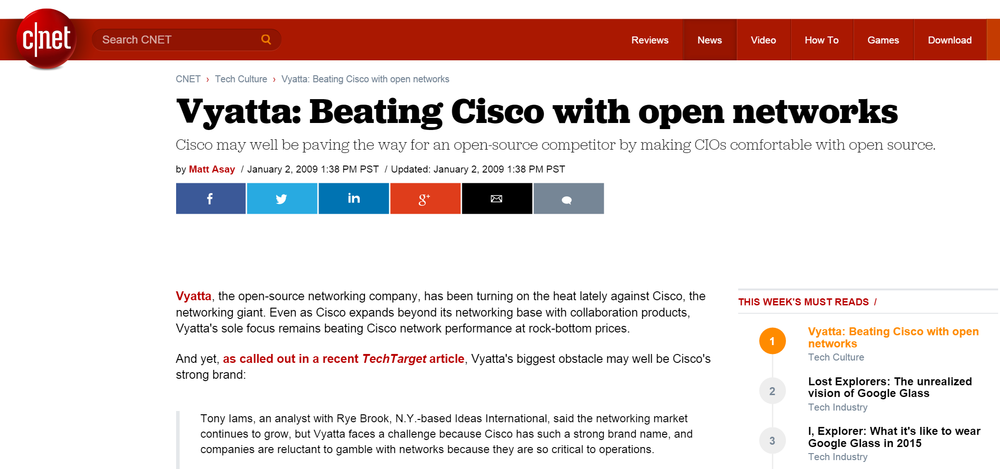 c|net
Search CNET
Reviews
News
Video
How To
Games
Download
CNET › Tech Culture › Vyatta: Beating Cisco with open networks
Vyatta: Beating Cisco with open networks
Cisco may well be paving the way for an open-source competitor by making CIOs comfortable with open source.
by Matt Asay / January 2, 2009 1:38 PM PST / Updated: January 2, 2009 1:38 PM PST
f
in
g+
Vyatta, the open-source networking company, has been turning on the heat lately against Cisco, the
networking giant. Even as Cisco expands beyond its networking base with collaboration products,
Vyatta's sole focus remains beating Cisco network performance at rock-bottom prices.
And yet, as called out in a recent TechTarget article, Vyatta's biggest obstacle may well be Cisco's
strong brand:
Tony Iams, an analyst with Rye Brook, N.Y.-based Ideas International, said the networking market
continues to grow, but Vyatta faces a challenge because Cisco has such a strong brand name, and
companies are reluctant to gamble with networks because they are so critical to operations.
THIS WEEK'S MUST READS /
1
Vyatta: Beating Cisco with open
networks
Tech Culture
2
Lost Explorers: The unrealized
vision of Google Glass
Tech Industry
3
I, Explorer: What it's like to wear
Google Glass in 2015
Tech Industry